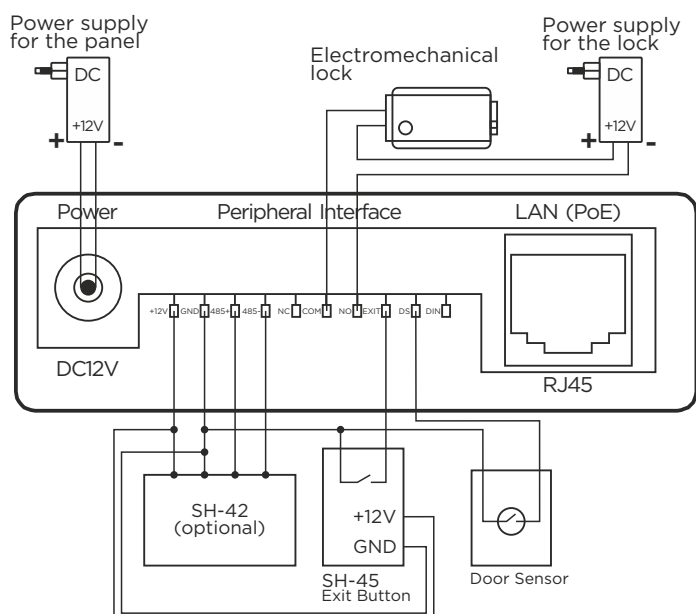 Power supply
for the panel
Electromechanical
lock
Power supply
for the lock
DC
+12V
+ -
DC
+12V
+ -
Power
Peripheral Interface
LAN (PoE)
+12V GND 485+ 485- NC COM NO EXIT DS DIN
DC12V
RJ45
SH-42
(optional)
+12V
GND
SH-45
Exit Button
Door Sensor